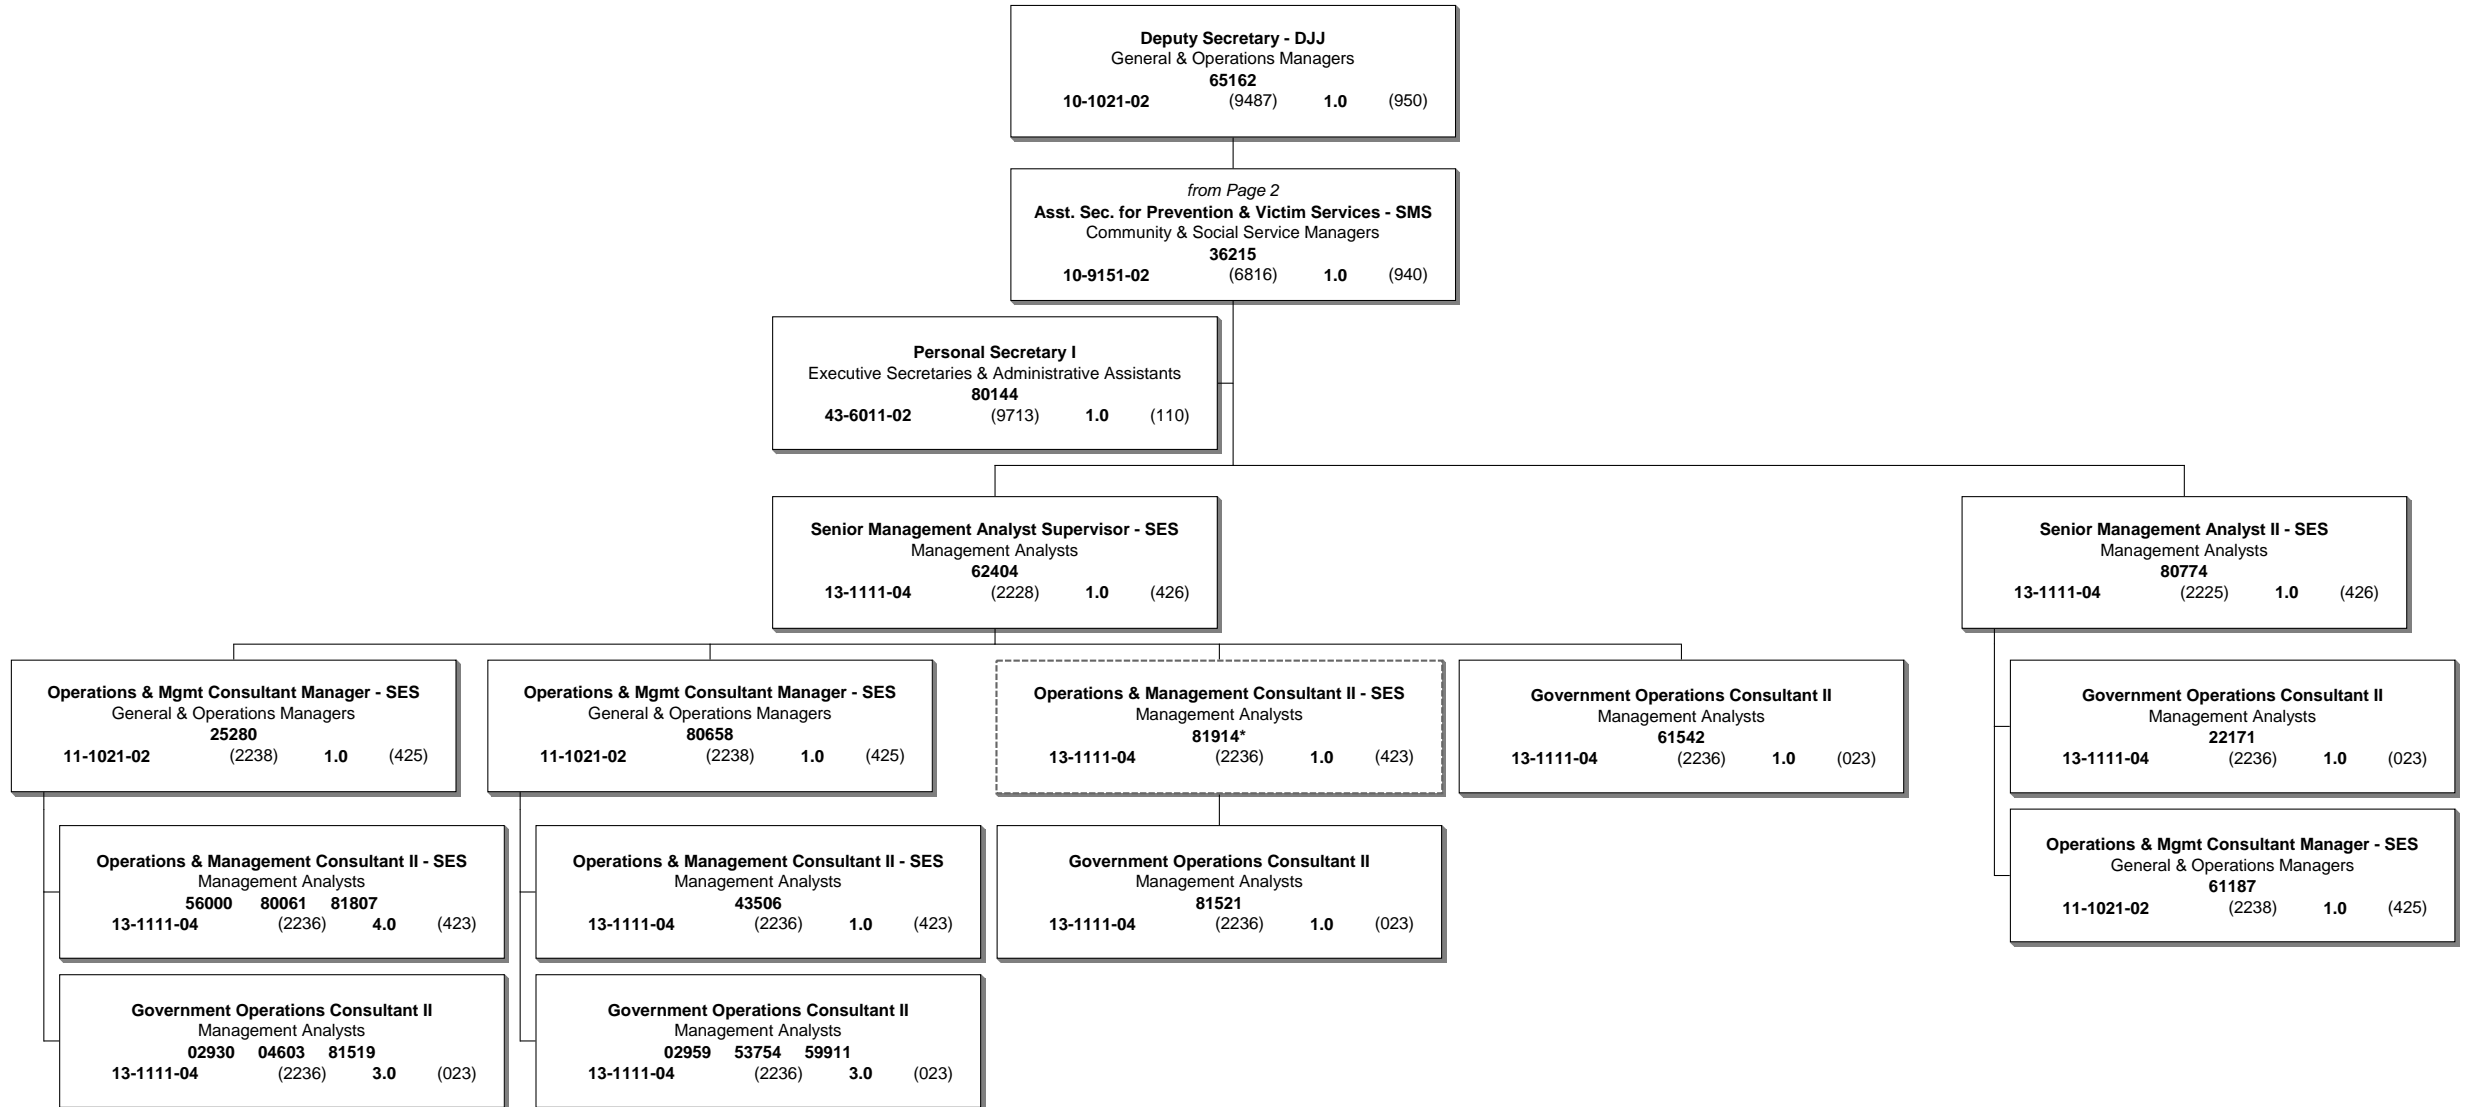 Deputy Secretary - DJJ
General & Operations Managers
65162
10-1021-02 (9487) 1.0 (950)
from Page 2
Asst. Sec. for Prevention & Victim Services - SMS
Community & Social Service Managers
36215
10-9151-02 (6816) 1.0 (940)
Personal Secretary I
Executive Secretaries & Administrative Assistants
80144
43-6011-02 (9713) 1.0 (110)
Senior Management Analyst Supervisor - SES
Management Analysts
62404
13-1111-04 (2228) 1.0 (426)
Senior Management Analyst II - SES
Management Analysts
80774
13-1111-04 (2225) 1.0 (426)
Operations & Mgmt Consultant Manager - SES
General & Operations Managers
25280
11-1021-02 (2238) 1.0 (425)
Operations & Mgmt Consultant Manager - SES
General & Operations Managers
80658
11-1021-02 (2238) 1.0 (425)
Operations & Management Consultant II - SES
Management Analysts
81914*
13-1111-04 (2236) 1.0 (423)
Government Operations Consultant II
Management Analysts
61542
13-1111-04 (2236) 1.0 (023)
Government Operations Consultant II
Management Analysts
22171
13-1111-04 (2236) 1.0 (023)
Operations & Management Consultant II - SES
Management Analysts
56000 80061 81807
13-1111-04 (2236) 4.0 (423)
Operations & Management Consultant II - SES
Management Analysts
43506
13-1111-04 (2236) 1.0 (423)
Government Operations Consultant II
Management Analysts
81521
13-1111-04 (2236) 1.0 (023)
Operations & Mgmt Consultant Manager - SES
General & Operations Managers
61187
11-1021-02 (2238) 1.0 (425)
Government Operations Consultant II
Management Analysts
02930 04603 81519
13-1111-04 (2236) 3.0 (023)
Government Operations Consultant II
Management Analysts
02959 53754 59911
13-1111-04 (2236) 3.0 (023)